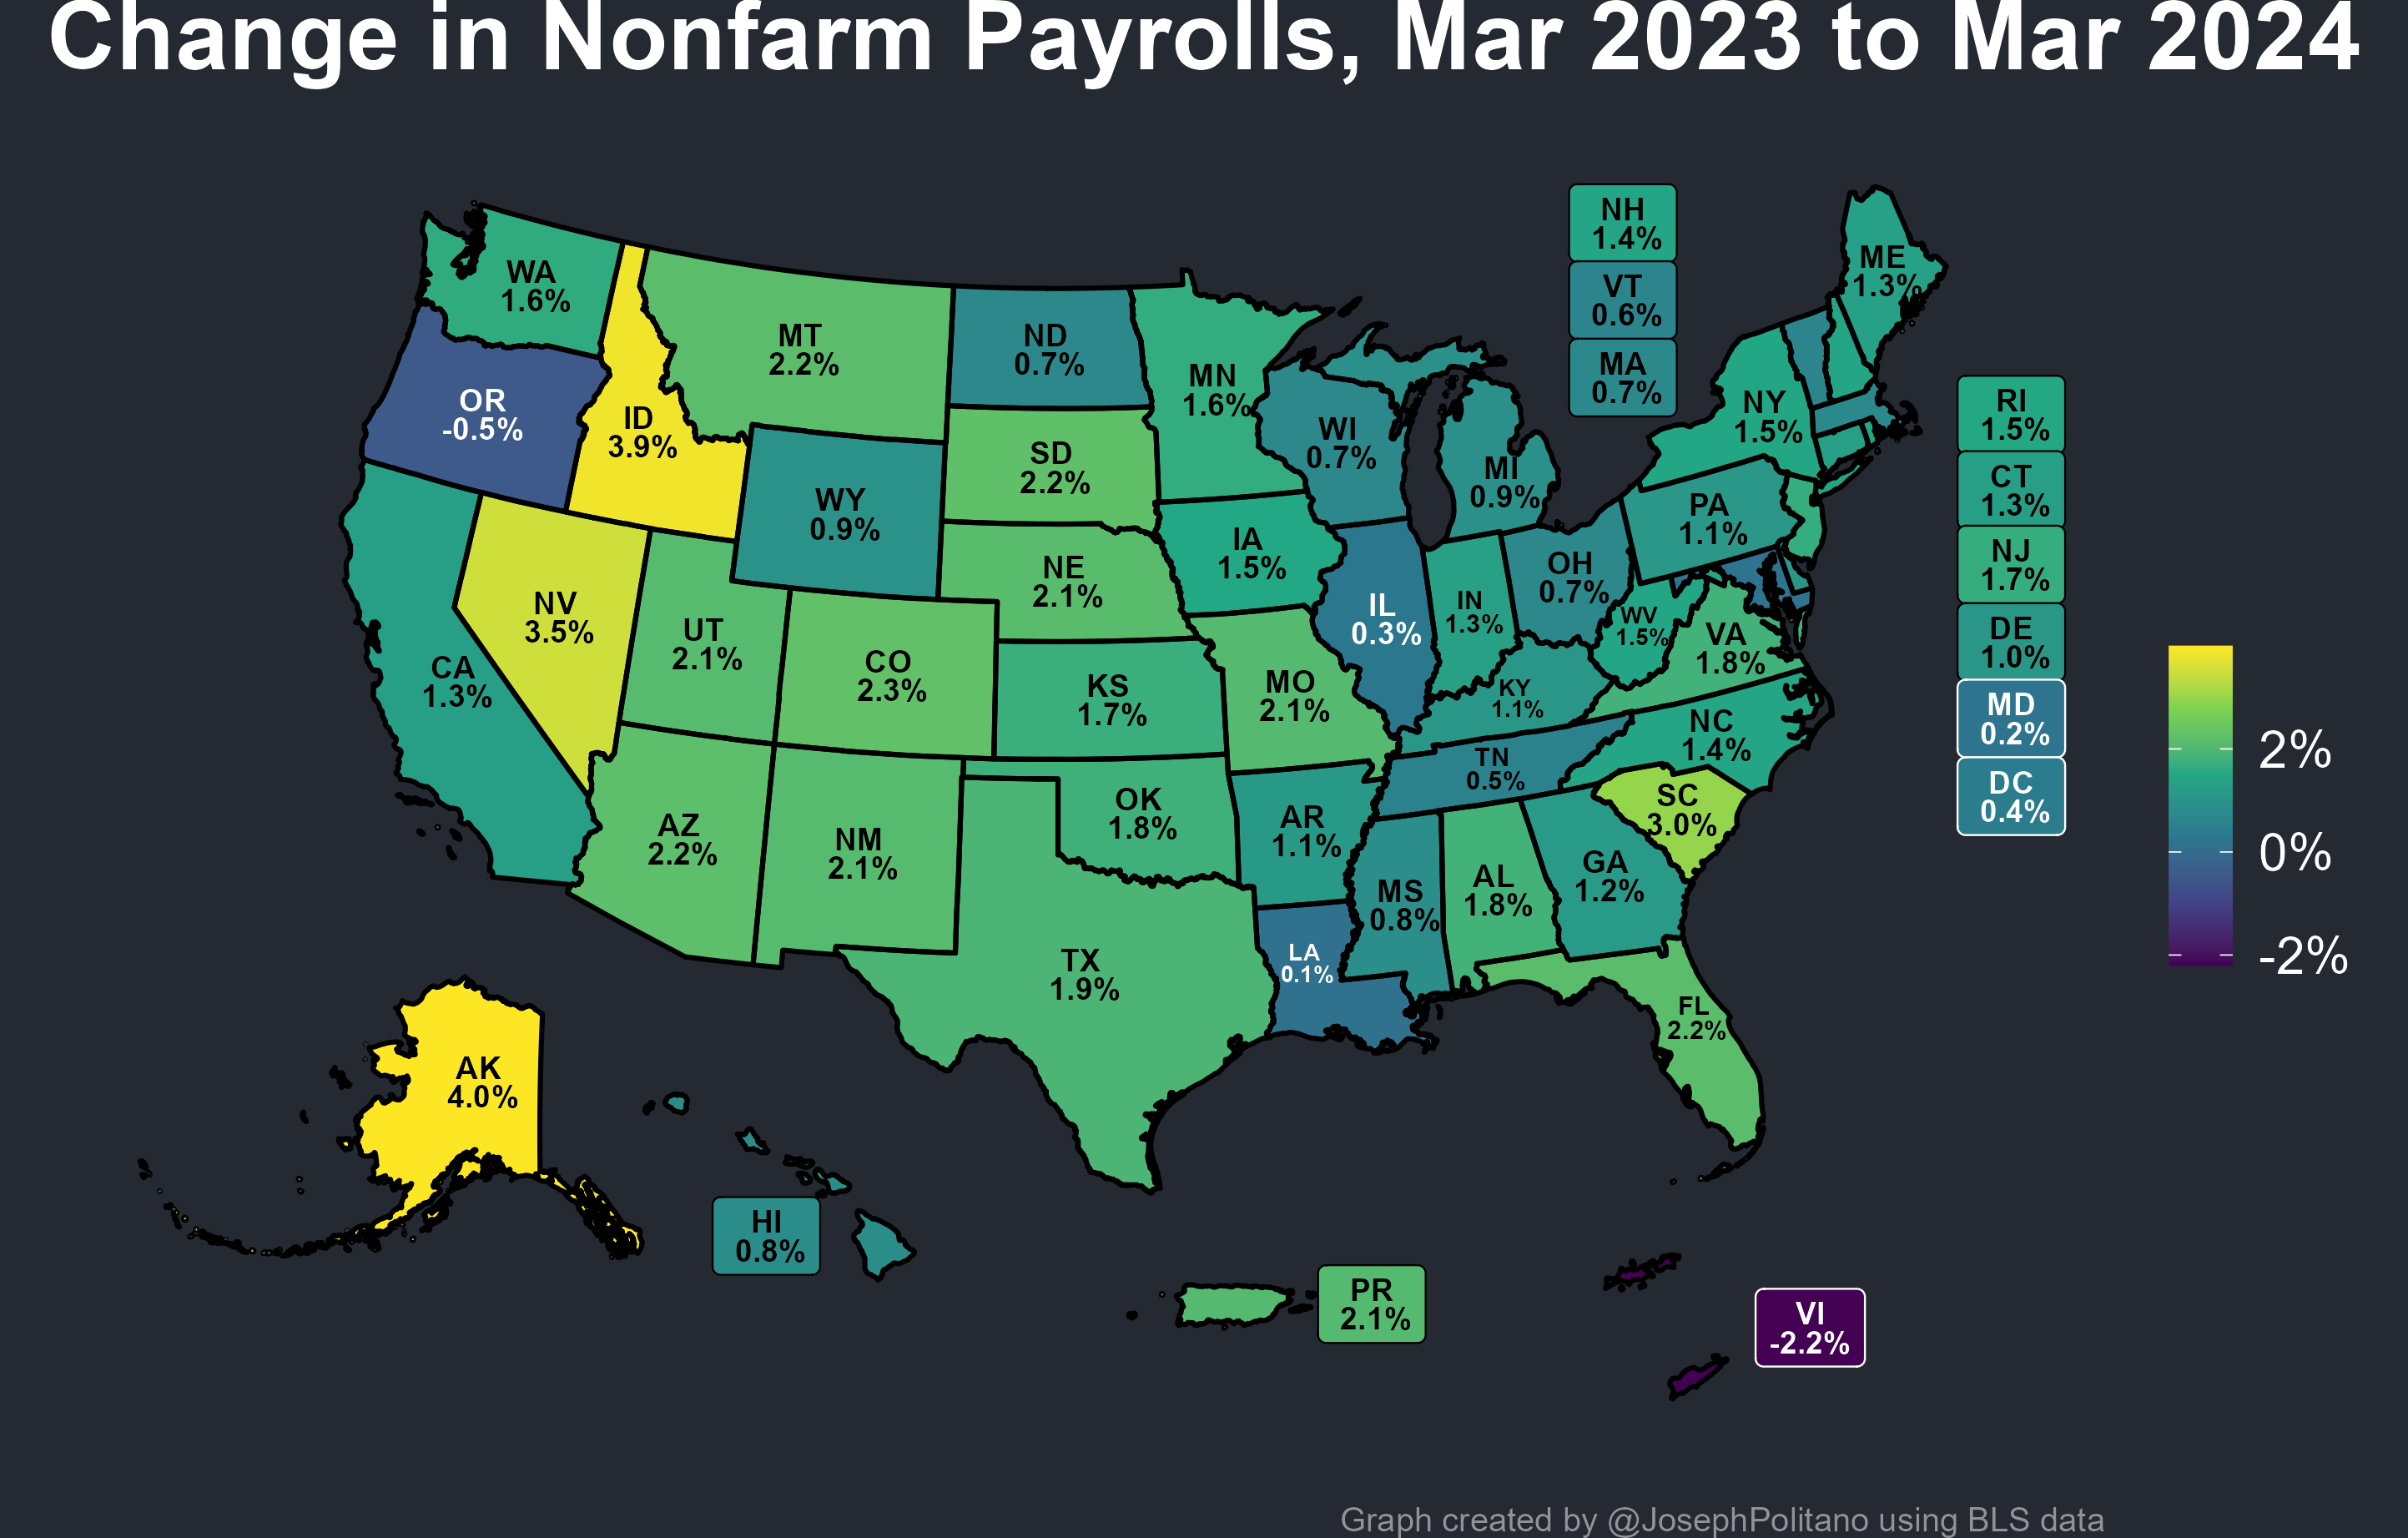 Change in Nonfarm Payrolls, Mar 2023 to Mar 2024
WA
1.6%
OR
-0.5%
ID
3.9%
MT
2.2%
ND
0.7%
MN
1.6%
WI
0.7%
MI
0.9%
NH
1.4%
VT
0.6%
MA
0.7%
ME
1.3%
NY
1.5%
RI
1.5%
CT
1.3%
NJ
1.7%
DE
1.0%
MD
0.2%
DC
0.4%
SD
2.2%
WY
0.9%
PA
1.1%
IA
1.5%
NE
2.1%
OH
0.7%
IL
0.3%
IN
1.3%
WV
1.5%
VA
1.8%
NV
3.5%
UT
2.1%
CO
2.3%
CA
1.3%
KS
1.7%
MO
2.1%
KY
1.1%
NC
1.4%
TN
0.5%
SC
3.0%
AZ
2.2%
NM
2.1%
OK
1.8%
AR
1.1%
MS
0.8%
AL
1.8%
GA
1.2%
TX
1.9%
LA
0.1%
FL
2.2%
AK
4.0%
HI
0.8%
PR
2.1%
VI
-2.2%
2%
0%
-2%
Graph created by @JosephPolitano using BLS data